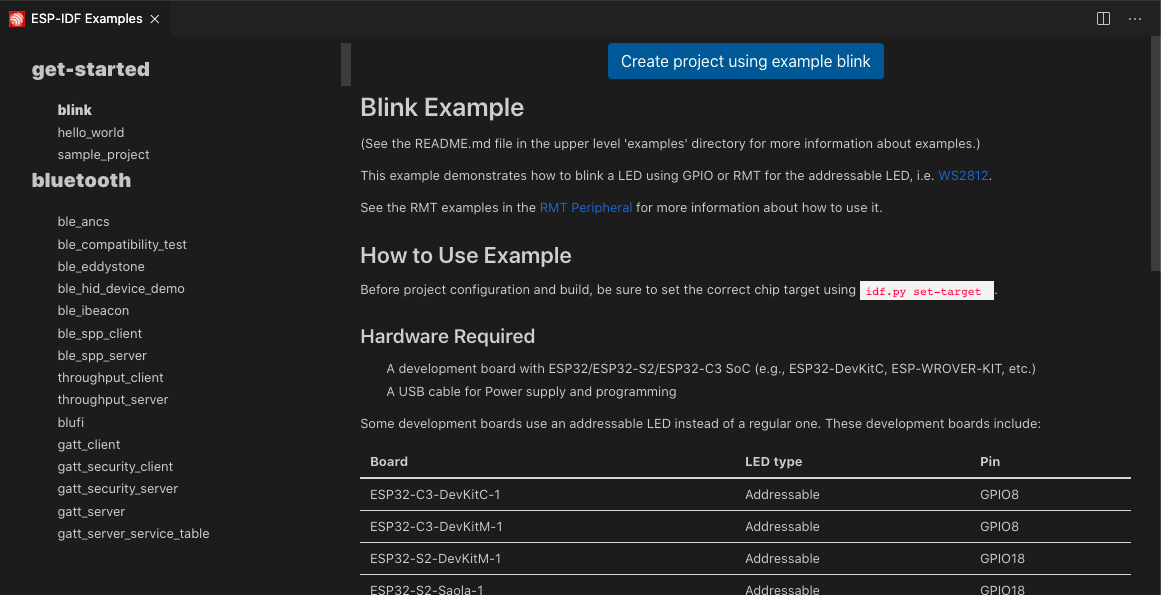 ESP-IDF Examples
get-started
blink
hello_world
sample_project
bluetooth
ble_ancs
ble_compatibility_test
ble_eddystone
ble_hid_device_demo
ble_ibeacon
ble_spp_client
ble_spp_server
throughput_client
throughput_server
blufi
gatt_client
gatt_security_client
gatt_security_server
gatt_server
gatt_server_service_table
Create project using example blink
Blink Example
(See the README.md file in the upper level 'examples' directory for more information about examples.)
This example demonstrates how to blink a LED using GPIO or RMT for the addressable LED, i.e. WS2812.
See the RMT examples in the RMT Peripheral for more information about how to use it.
How to Use Example
Before project configuration and build, be sure to set the correct chip target using idf.py set-target .
Hardware Required
A development board with ESP32/ESP32-S2/ESP32-C3 SoC (e.g., ESP32-DevKitC, ESP-WROVER-KIT, etc.)
A USB cable for Power supply and programming
Some development boards use an addressable LED instead of a regular one. These development boards include:
Board LED type Pin
ESP32-C3-DevKitC-1 Addressable GPIO8
ESP32-C3-DevKitM-1 Addressable GPIO8
ESP32-S2-DevKitM-1 Addressable GPIO18
ESP32-S2-Saola-1 Addressable GPIO18